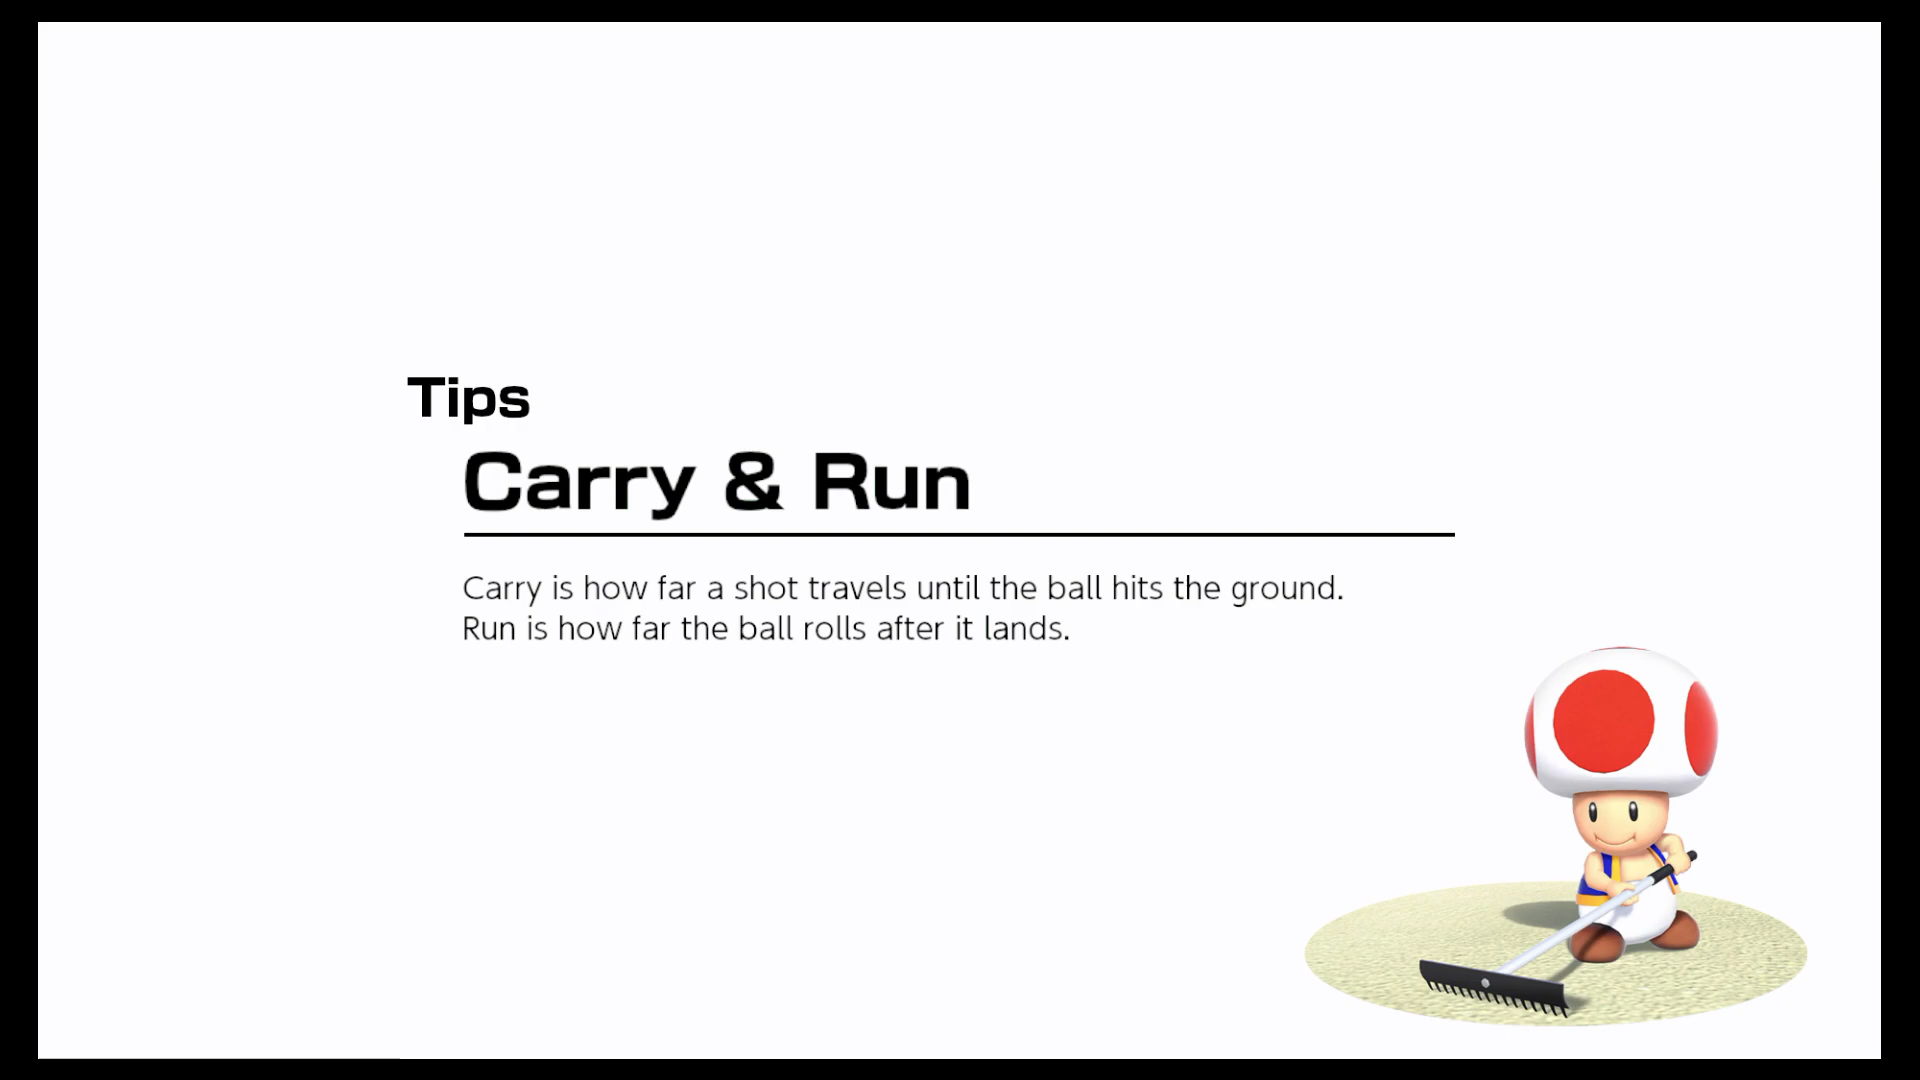 Tips
Carry & Run
Carry is how far a shot travels until the ball hits the ground.
Run is how far the ball rolls after it lands.